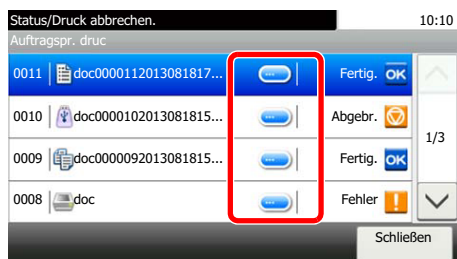 Status/Druck abbrechen. 10:10
Auftragspr. druc
0011 doc0000112013081817... Fertig. OK
0010 doc0000102013081815... Abgebr.
1/3
0009 doc0000092013081815... Fertig. OK
0008 doc Fehler
Schließen